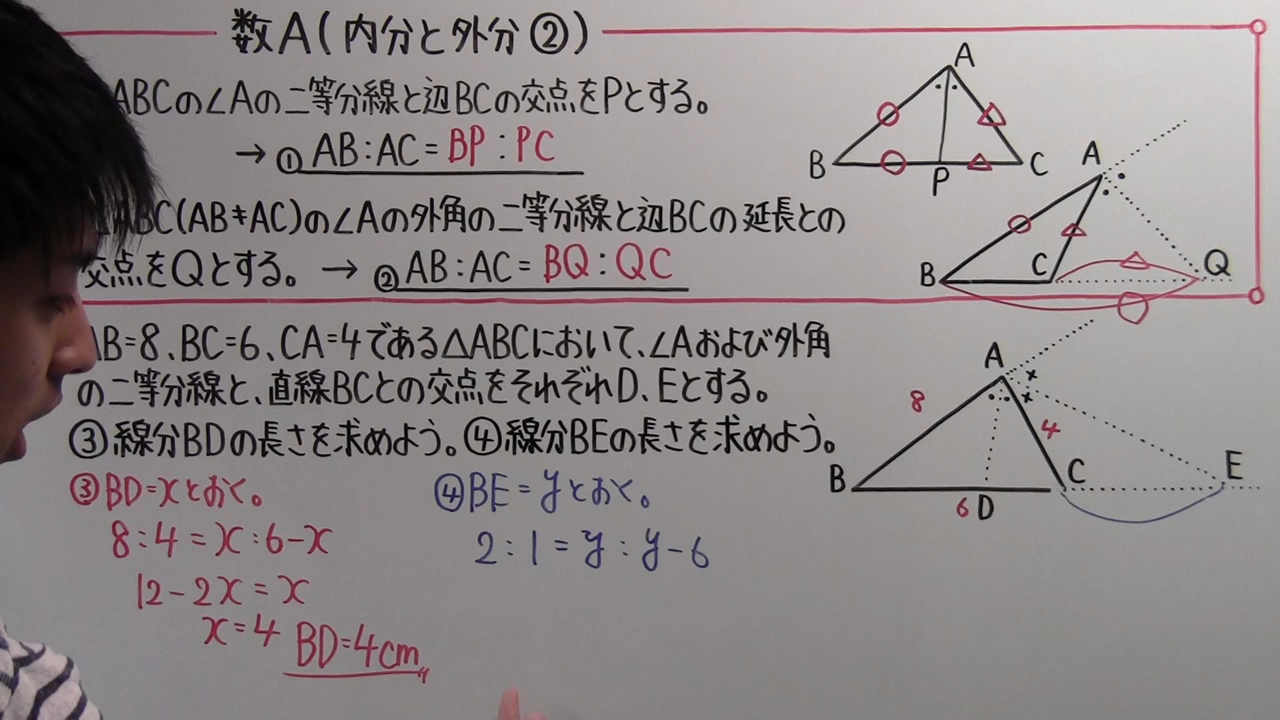 数A(内分と外分②)
ABCの∠Aの二等分線と辺BCの交点をPとする。
→ ① AB:AC=BP:PC
ABC(AB≠AC)の∠Aの外角の二等分線と辺BCの延長との
交点をQとする。 → ② AB:AC=BQ:QC
A
B
P
C
A
B
C
Q
AB=8、BC=6、CA=4である△ABCにおいて、∠Aおよび外角
の二等分線と、直線BCとの交点をそれぞれD、Eとする。
③線分BDの長さを求めよう。④線分BEの長さを求めよう。
A
8
4
B
6
D
C
E
③BD=xとおく。
8:4=x:6-x
12-2x=x
x=4
BD=4cm
④BE=yとおく。
2:1=y:y-6